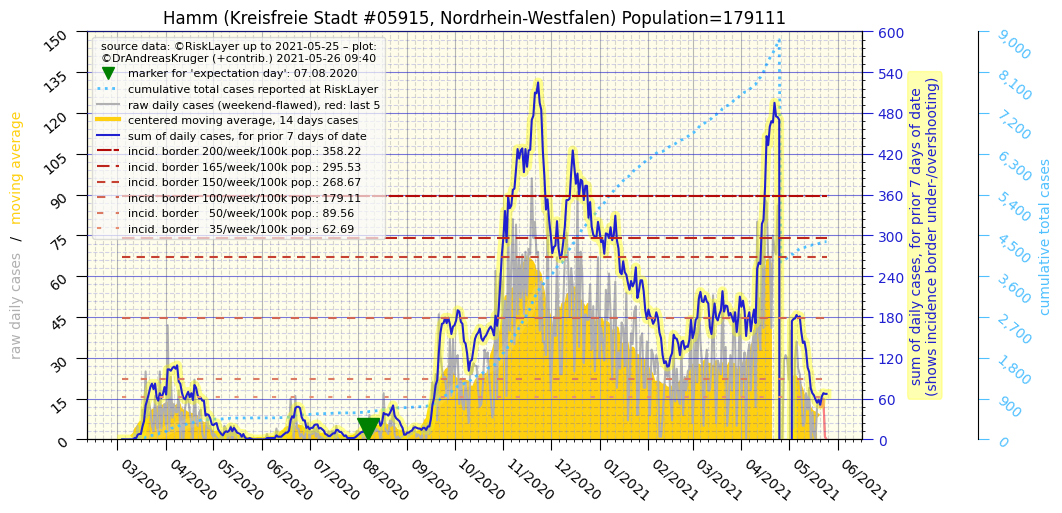 Hamm (Kreisfreie Stadt #05915, Nordrhein-Westfalen) Population=179111
source data: ©RiskLayer up to 2021-05-25 – plot:
©DrAndreasKruger (+contrib.) 2021-05-26 09:40
marker for 'expectation day': 07.08.2020
cumulative total cases reported at RiskLayer
raw daily cases (weekend-flawed), red: last 5
centered moving average, 14 days cases
sum of daily cases, for prior 7 days of date
incid. border 200/week/100k pop.: 358.22
incid. border 165/week/100k pop.: 295.53
incid. border 150/week/100k pop.: 268.67
incid. border 100/week/100k pop.: 179.11
incid. border   50/week/100k pop.: 89.56
incid. border   35/week/100k pop.: 62.69
raw daily cases / moving average
150
135
120
105
90
75
60
45
30
15
0
03/2020
04/2020
05/2020
06/2020
07/2020
08/2020
09/2020
10/2020
11/2020
12/2020
01/2021
02/2021
03/2021
04/2021
05/2021
06/2021
600
540
480
420
360
300
240
180
120
60
0
sum of daily cases, for prior 7 days of date
(shows incidence border under-/overshooting)
9,000
8,100
7,200
6,300
5,400
4,500
3,600
2,700
1,800
900
0
cumulative total cases